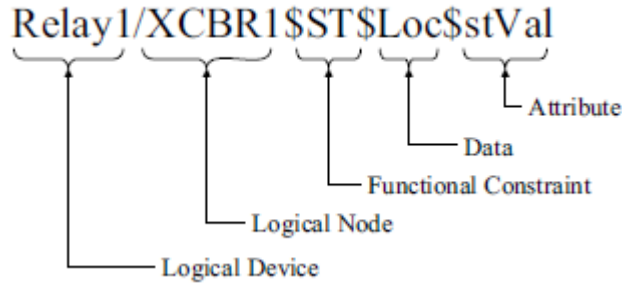 Relay1/XCBR1$ST$Loc$stVal
Attribute
Data
Functional Constraint
Logical Node
Logical Device